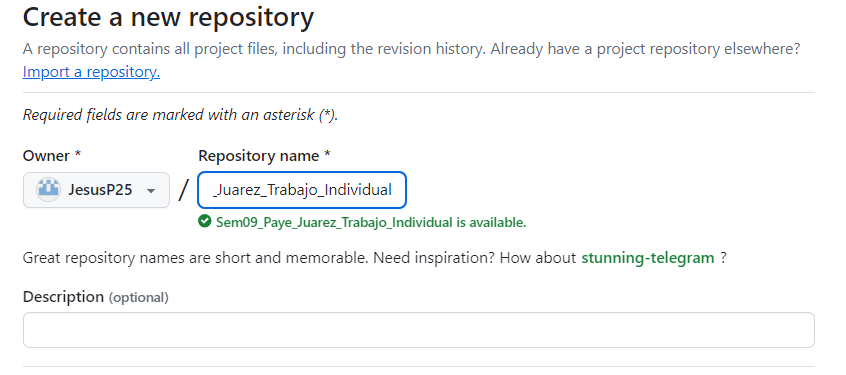 Create a new repository
A repository contains all project files, including the revision history. Already have a project repository elsewhere?
Import a repository.
Required fields are marked with an asterisk (*).
Owner *
Repository name *
JesusP25
/
_Juarez_Trabajo_Individual
Sem09_Paye_Juarez_Trabajo_Individual is available.
Great repository names are short and memorable. Need inspiration? How about stunning-telegram ?
Description (optional)